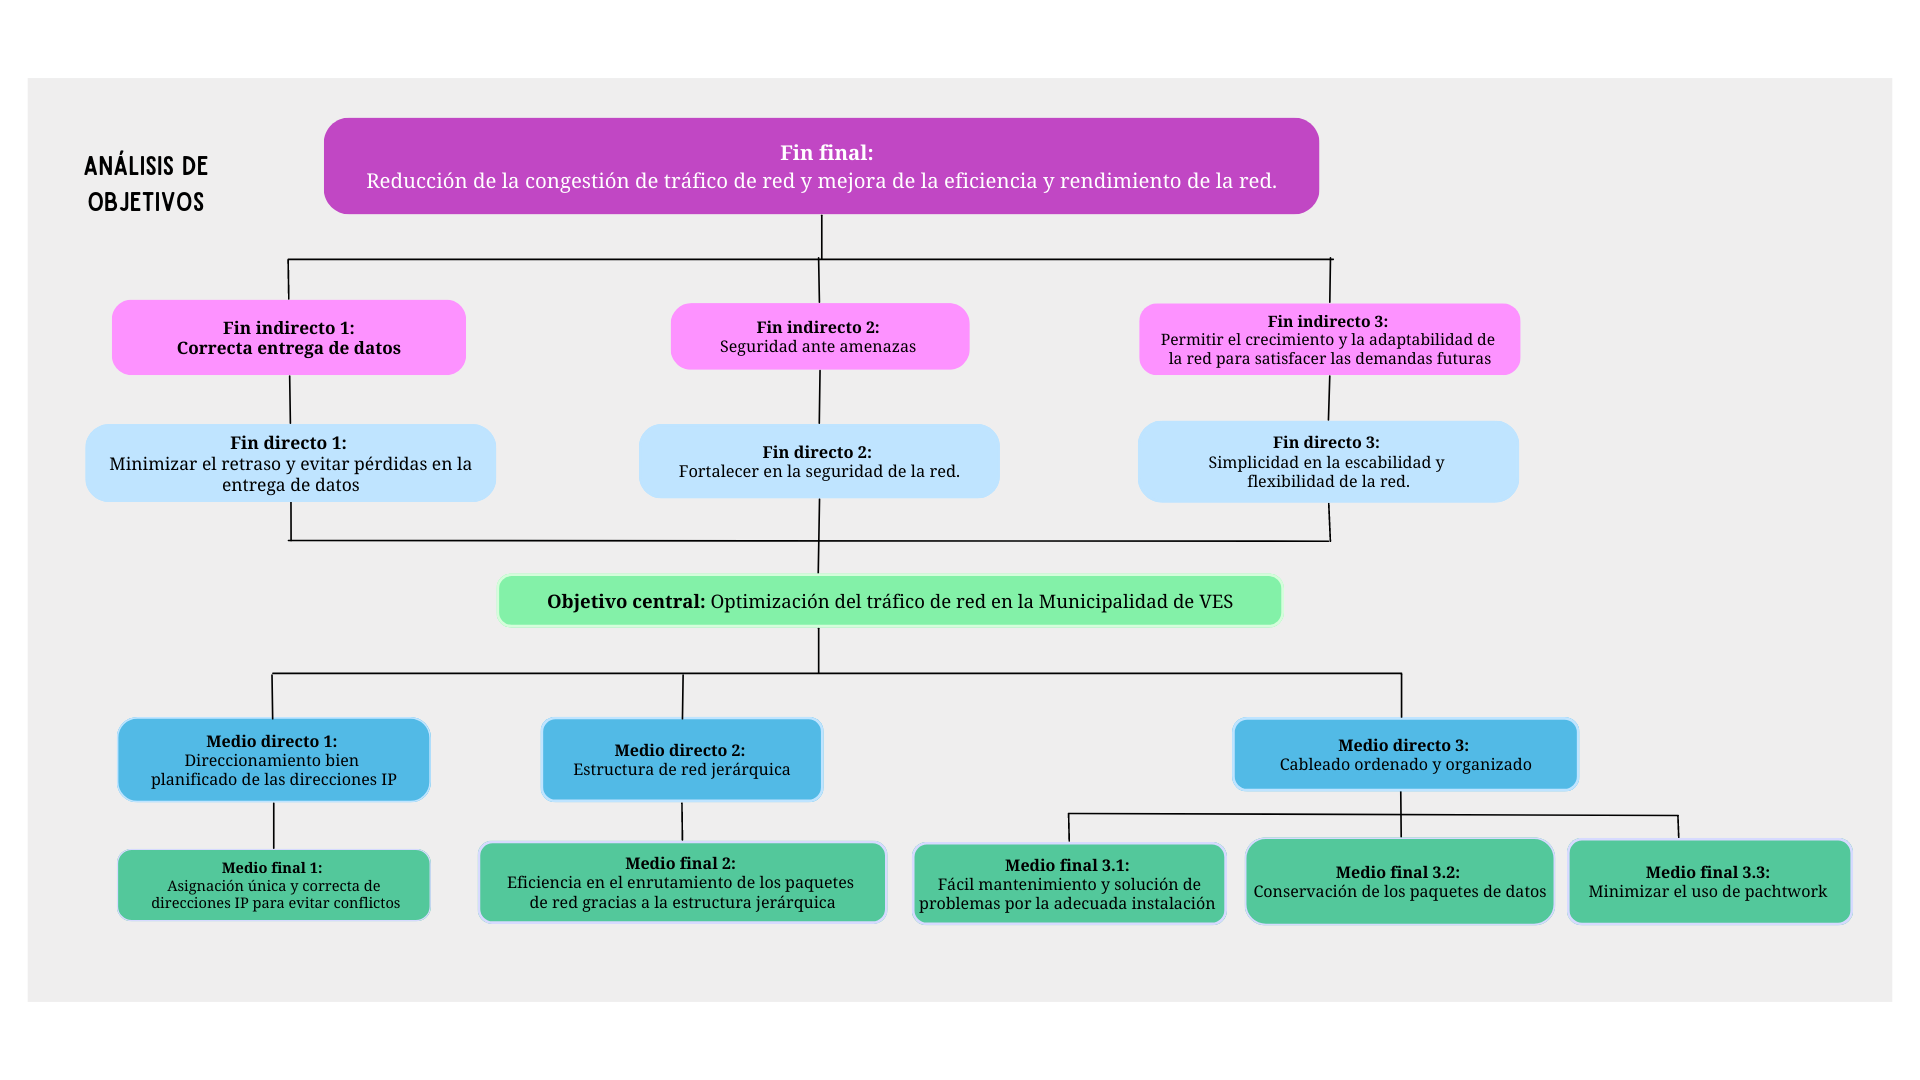 ANÁLISIS DE
OBJETIVOS
Fin final:
Reducción de la congestión de tráfico de red y mejora de la eficiencia y rendimiento de la red.
Fin indirecto 1:
Correcta entrega de datos
Fin indirecto 2:
Seguridad ante amenazas
Fin indirecto 3:
Permitir el crecimiento y la adaptabilidad de
la red para satisfacer las demandas futuras
Fin directo 1:
Minimizar el retraso y evitar pérdidas en la
entrega de datos
Fin directo 2:
Fortalecer en la seguridad de la red.
Fin directo 3:
Simplicidad en la escabilidad y
flexibilidad de la red.
Objetivo central: Optimización del tráfico de red en la Municipalidad de VES
Medio directo 1:
Direccionamiento bien
planificado de las direcciones IP
Medio directo 2:
Estructura de red jerárquica
Medio directo 3:
Cableado ordenado y organizado
Medio final 1:
Asignación única y correcta de
direcciones IP para evitar conflictos
Medio final 2:
Eficiencia en el enrutamiento de los paquetes
de red gracias a la estructura jerárquica
Medio final 3.1:
Fácil mantenimiento y solución de
problemas por la adecuada instalación
Medio final 3.2:
Conservación de los paquetes de datos
Medio final 3.3:
Minimizar el uso de pachtwork